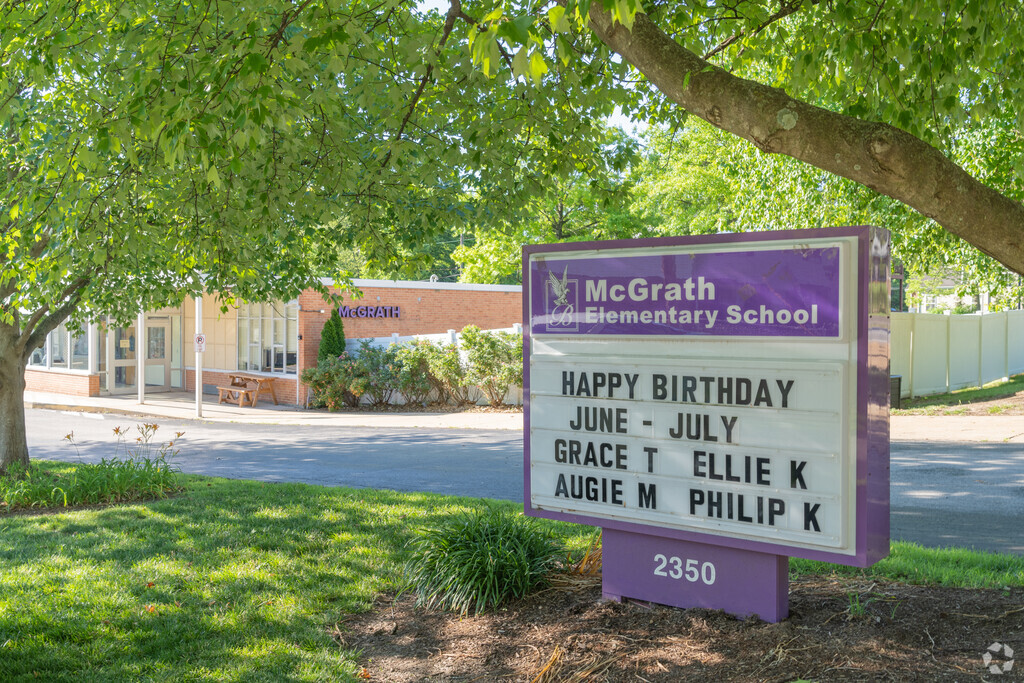 McGrath
Elementary School
B
HAPPY BIRTHDAY
JUNE - JULY
GRACE T ELLIE K
AUGIE M PHILIP K
2350
McGRATH